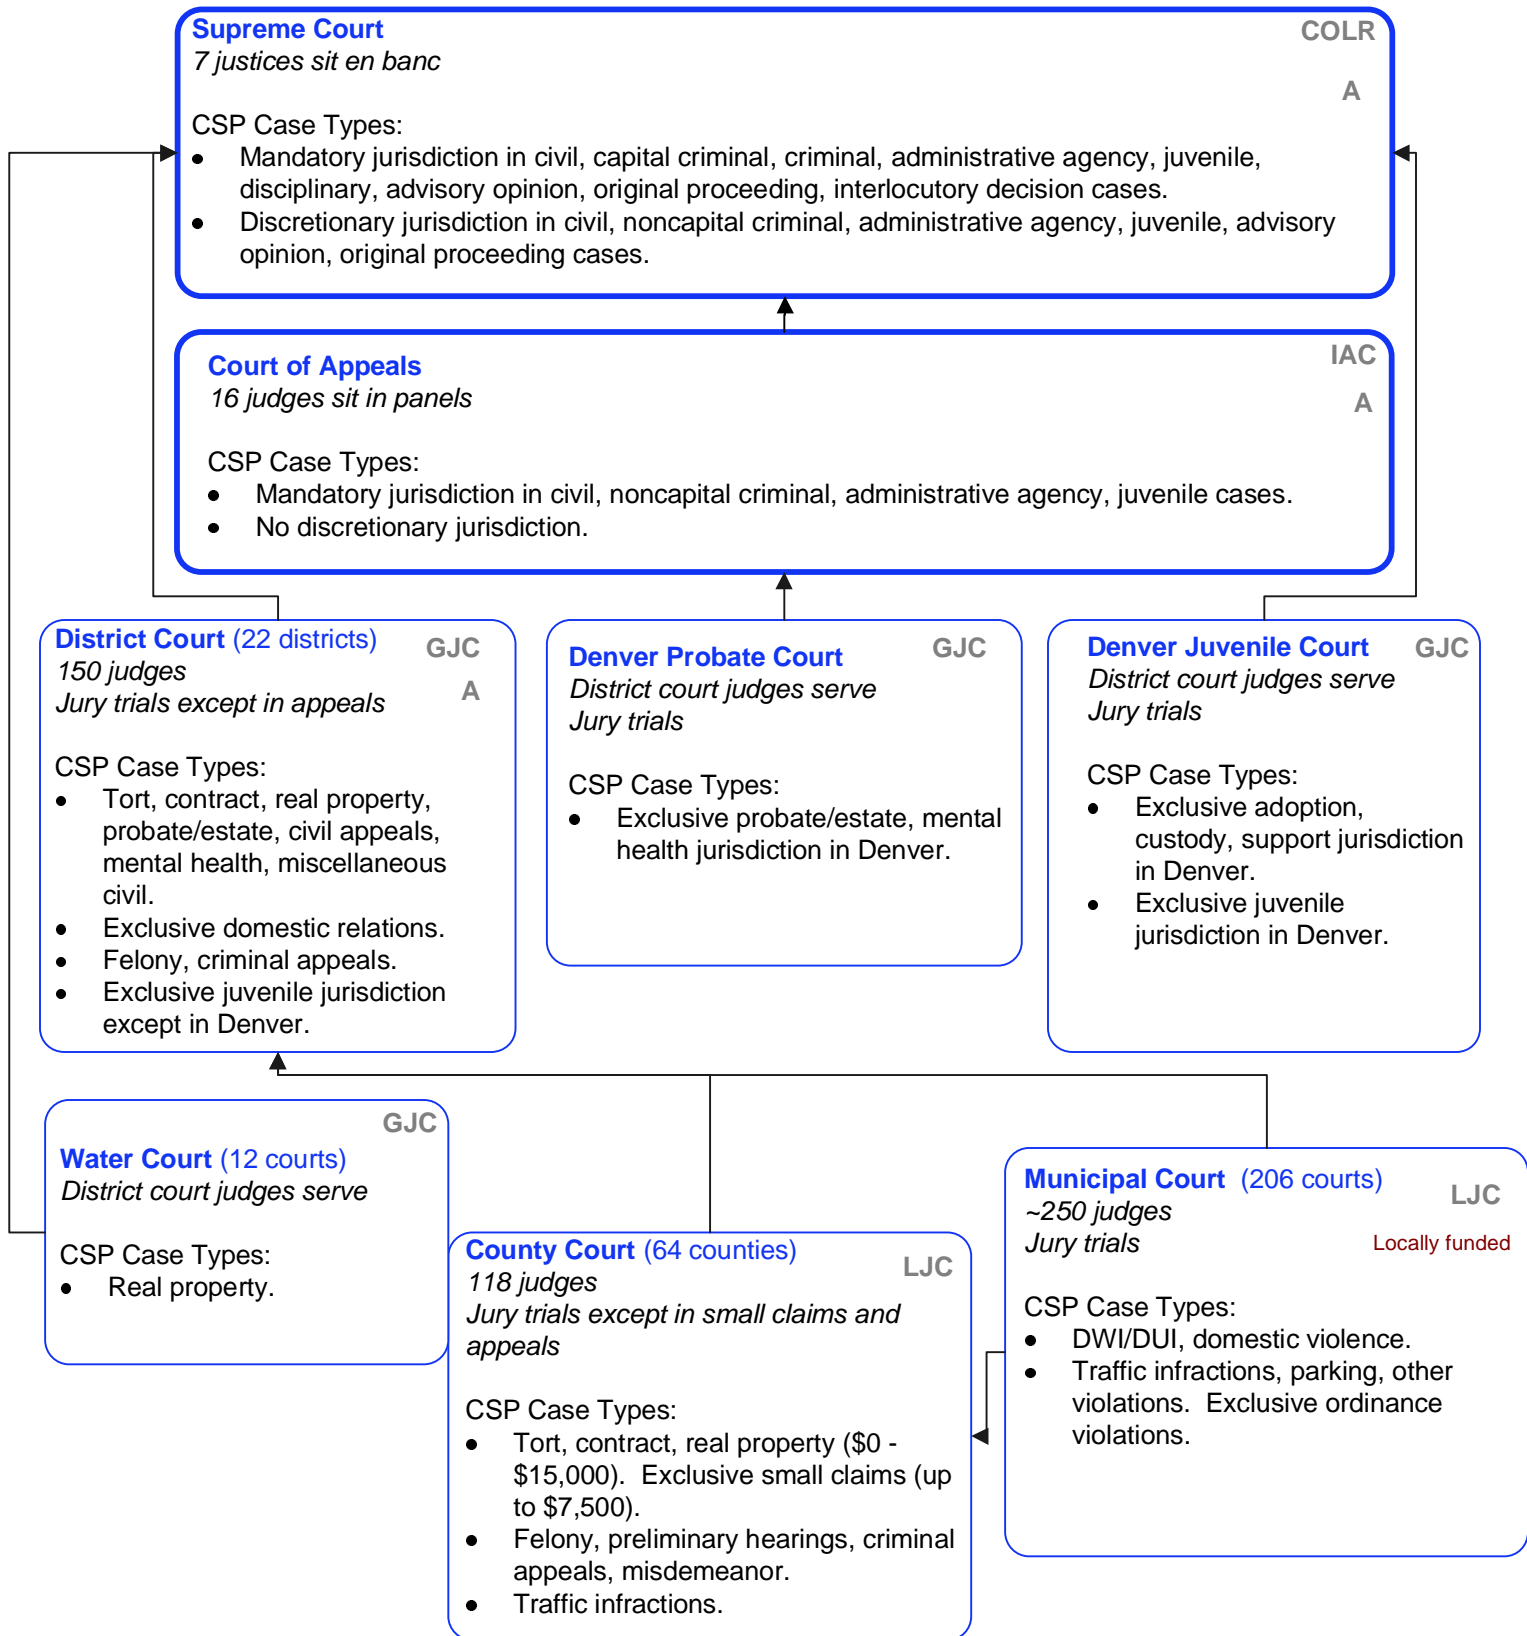 Supreme Court
COLR
7 justices sit en banc
A
CSP Case Types:
• Mandatory jurisdiction in civil, capital criminal, criminal, administrative agency, juvenile,
disciplinary, advisory opinion, original proceeding, interlocutory decision cases.
• Discretionary jurisdiction in civil, noncapital criminal, administrative agency, juvenile, advisory
opinion, original proceeding cases.
Court of Appeals
IAC
16 judges sit in panels
A
CSP Case Types:
• Mandatory jurisdiction in civil, noncapital criminal, administrative agency, juvenile cases.
• No discretionary jurisdiction.
District Court (22 districts)
GJC
150 judges
A
Jury trials except in appeals
CSP Case Types:
• Tort, contract, real property,
probate/estate, civil appeals,
mental health, miscellaneous
civil.
• Exclusive domestic relations.
• Felony, criminal appeals.
• Exclusive juvenile jurisdiction
except in Denver.
Denver Probate Court
GJC
District court judges serve
Jury trials
CSP Case Types:
• Exclusive probate/estate, mental
health jurisdiction in Denver.
Denver Juvenile Court
GJC
District court judges serve
Jury trials
CSP Case Types:
• Exclusive adoption,
custody, support jurisdiction
in Denver.
• Exclusive juvenile
jurisdiction in Denver.
GJC
Water Court (12 courts)
District court judges serve
CSP Case Types:
• Real property.
County Court (64 counties)
LJC
118 judges
Jury trials except in small claims and
appeals
CSP Case Types:
• Tort, contract, real property ($0 -
$15,000).  Exclusive small claims (up
to $7,500).
• Felony, preliminary hearings, criminal
appeals, misdemeanor.
• Traffic infractions.
Municipal Court  (206 courts)
LJC
~250 judges
Jury trials
Locally funded
CSP Case Types:
• DWI/DUI, domestic violence.
• Traffic infractions, parking, other
violations.  Exclusive ordinance
violations.